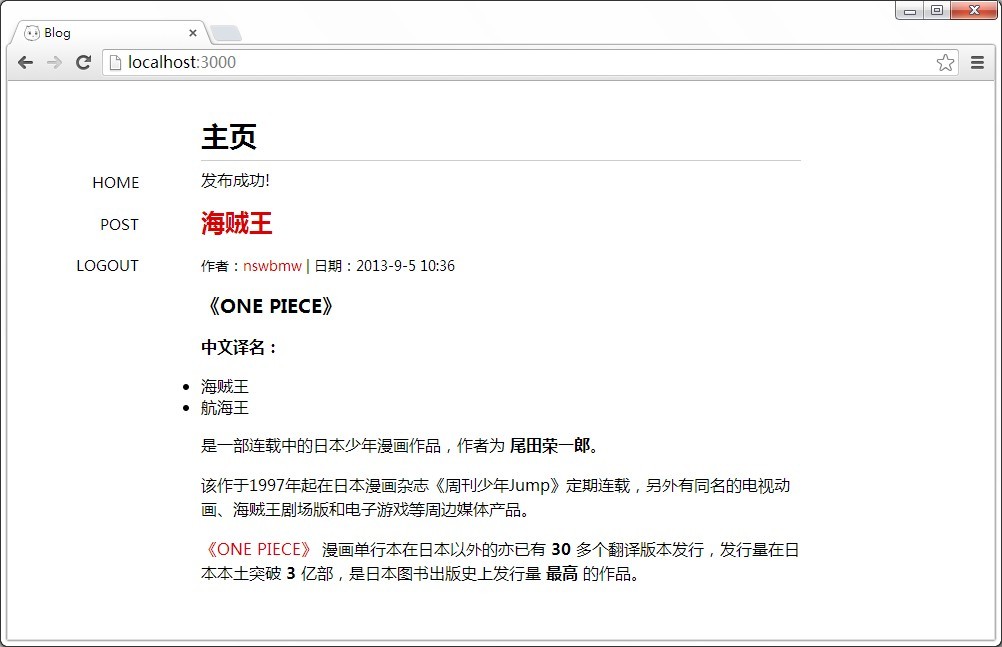 Blog
localhost:3000
主页
HOME
发布成功!
POST
海贼王
LOGOUT
作者：nswbmw | 日期：2013-9-5 10:36
《ONE PIECE》
中文译名：
海贼王
航海王
是一部连载中的日本少年漫画作品，作者为 尾田荣一郎。
该作于1997年起在日本漫画杂志《周刊少年Jump》定期连载，另外有同名的电视动
画、海贼王剧场版和电子游戏等周边媒体产品。
《ONE PIECE》 漫画单行本在日本以外的亦已有 30 多个翻译版本发行，发行量在日
本本土突破 3 亿部，是日本图书出版史上发行量 最高 的作品。